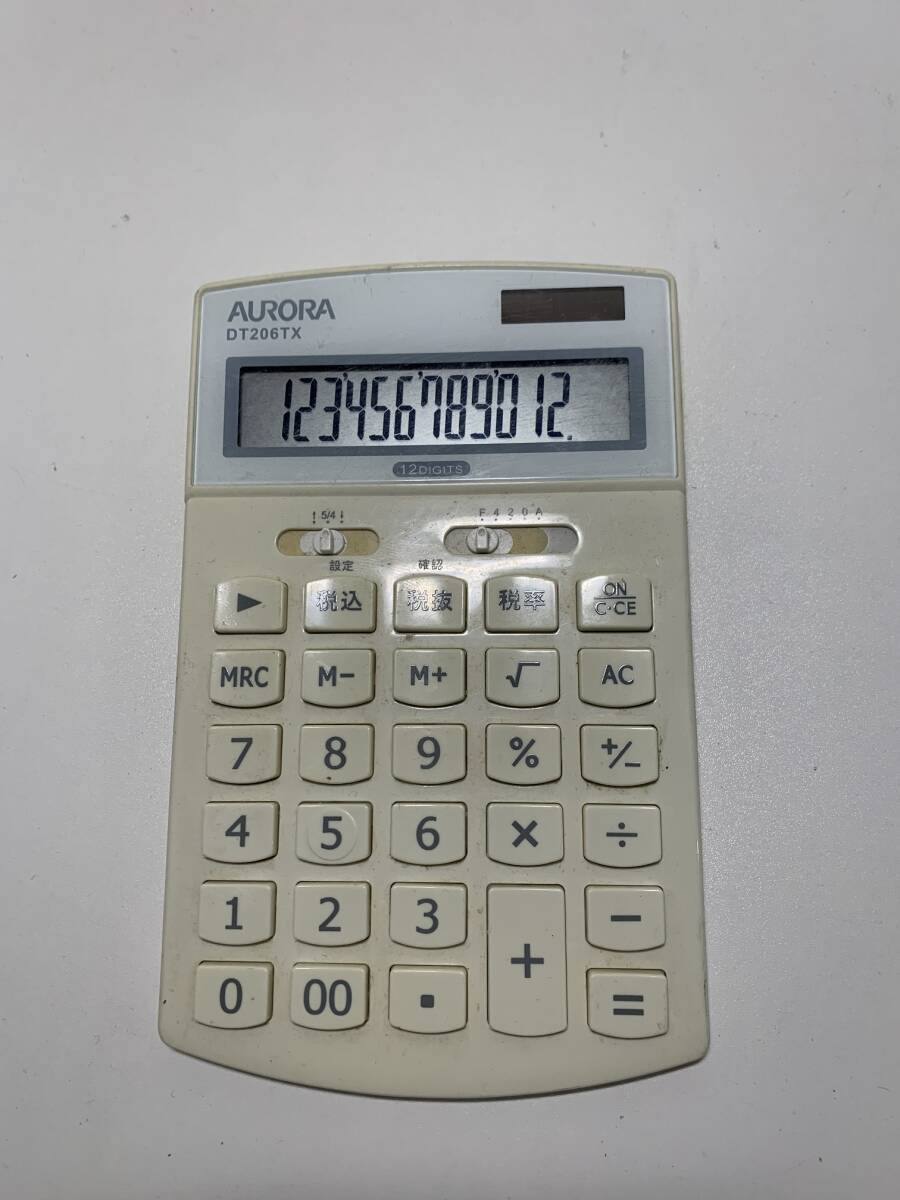 AURORA
DT206TX
123'456'789'012.
12DIGITS
↑ 5/4 ↓
F 4 2 0 A
設定
確認
▶ 税込 税抜 税率 ON/C·CE
MRC M− M+ √ AC
7 8 9 % +/−
4 5 6 × ÷
1 2 3 + −
0 00 ▪ =